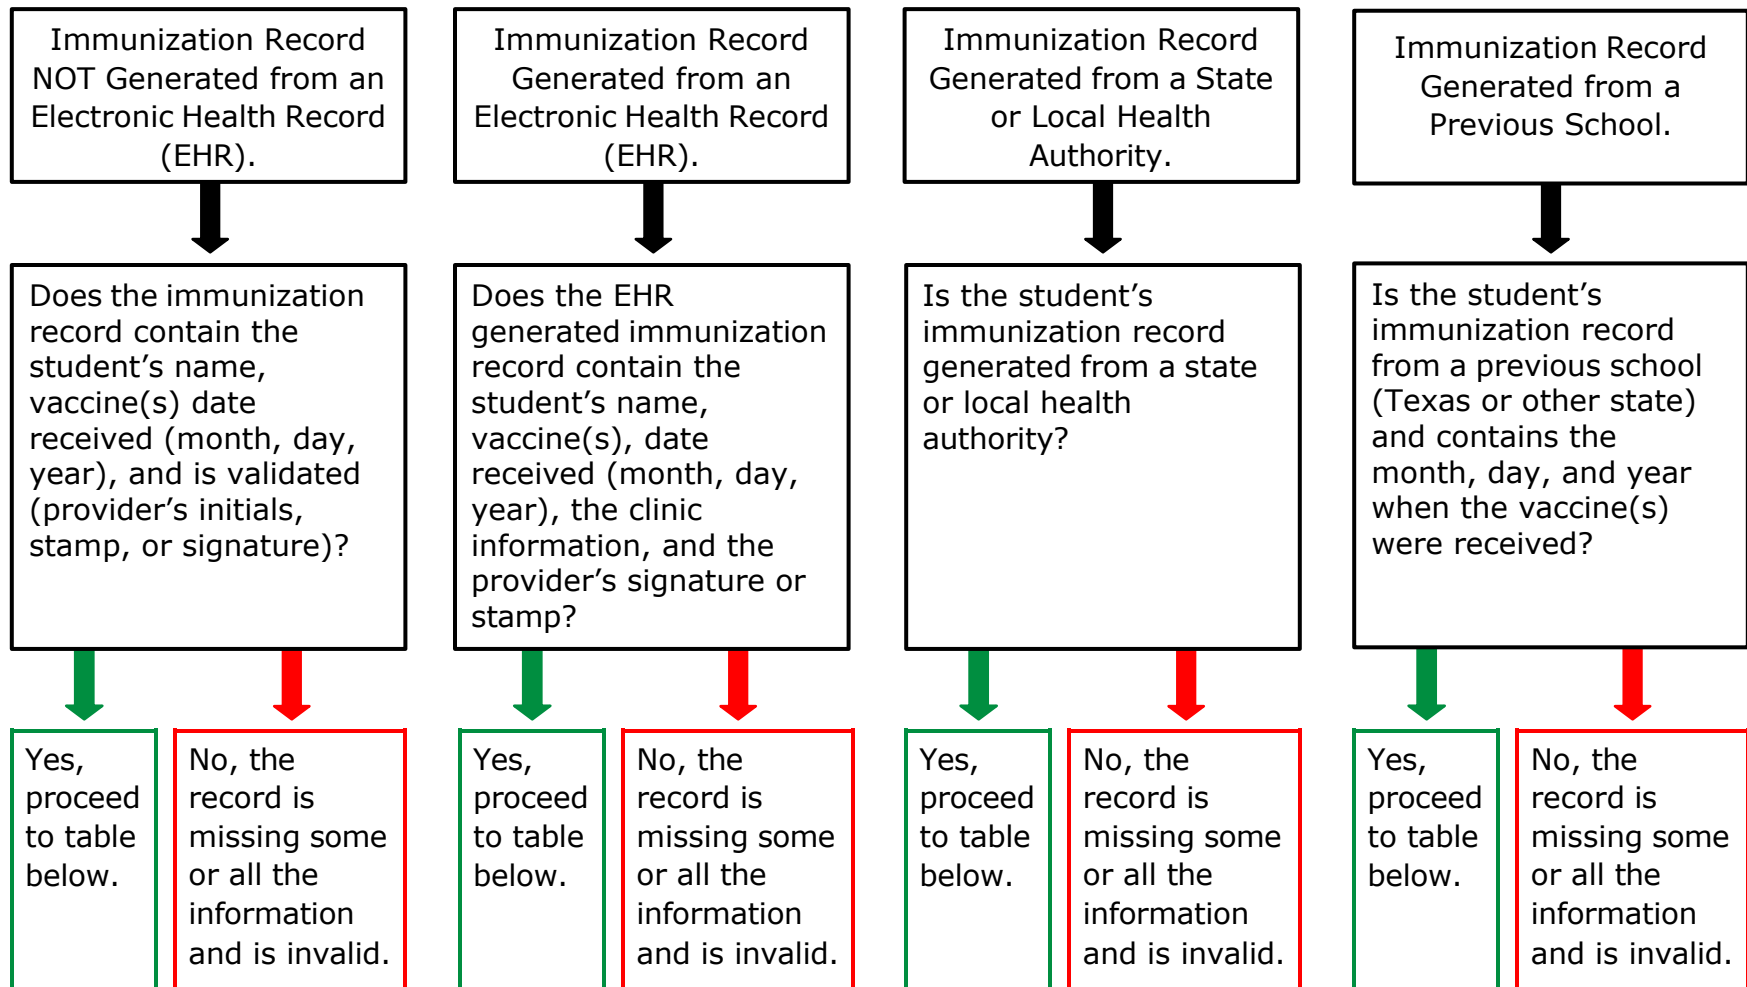 Immunization Record
NOT Generated from an
Electronic Health Record
(EHR).
Immunization Record
Generated from an
Electronic Health Record
(EHR).
Immunization Record
Generated from a State
or Local Health
Authority.
Immunization Record
Generated from a
Previous School.
Does the immunization
record contain the
student’s name,
vaccine(s) date
received (month, day,
year), and is validated
(provider’s initials,
stamp, or signature)?
Does the EHR
generated immunization
record contain the
student’s name,
vaccine(s), date
received (month, day,
year), the clinic
information, and the
provider’s signature or
stamp?
Is the student’s
immunization record
generated from a state
or local health
authority?
Is the student’s
immunization record
from a previous school
(Texas or other state)
and contains the
month, day, and year
when the vaccine(s)
were received?
Yes,
proceed
to table
below.
No, the
record is
missing some
or all the
information
and is invalid.
Yes,
proceed
to table
below.
No, the
record is
missing some
or all the
information
and is invalid.
Yes,
proceed
to table
below.
No, the
record is
missing some
or all the
information
and is invalid.
Yes,
proceed
to table
below.
No, the
record is
missing some
or all the
information
and is invalid.